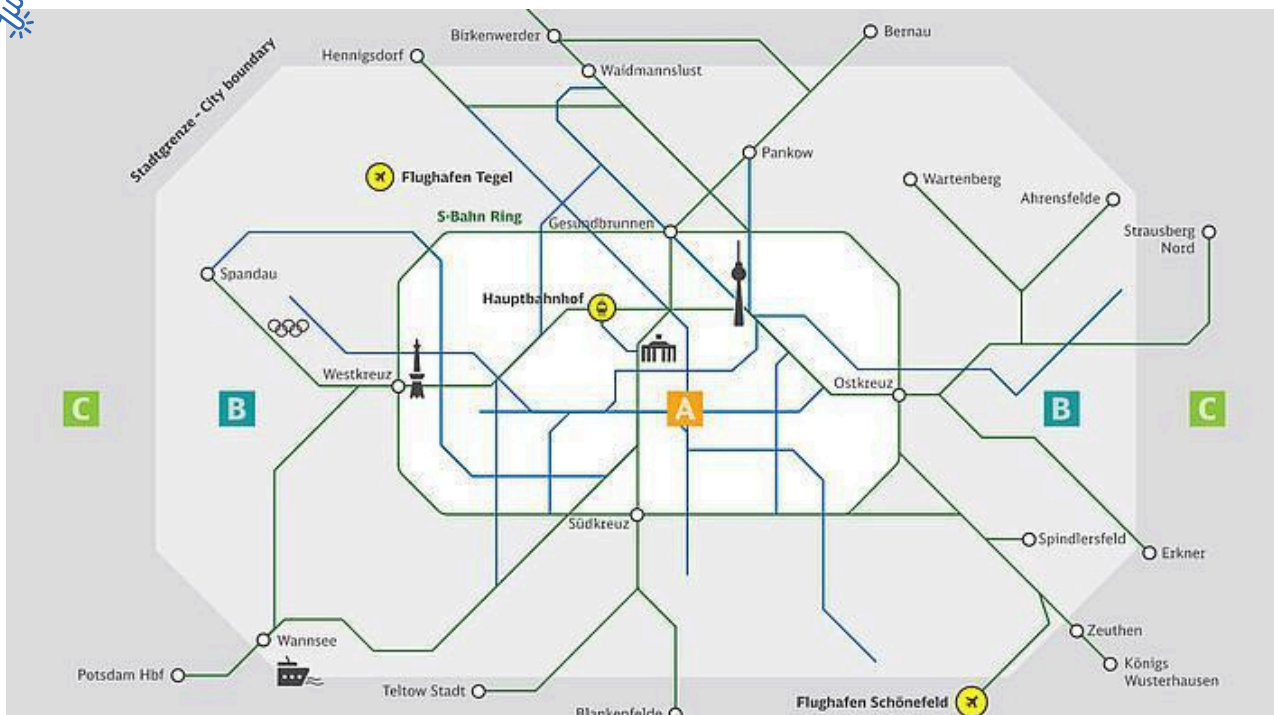 Birkenwerder
Bernau
Hennigsdorf
Waidmannslust
Stadtgrenze - City boundary
Pankow
Flughafen Tegel
Wartenberg
Ahrensfelde
S-Bahn Ring
Gesundbrunnen
Strausberg
Nord
Spandau
Hauptbahnhof
Westkreuz
Ostkreuz
C
B
A
B
C
Südkreuz
Spindlersfeld
Erkner
Wannsee
Zeuthen
Potsdam Hbf
Königs
Wusterhausen
Teltow Stadt
Flughafen Schönefeld
Blankenfelde